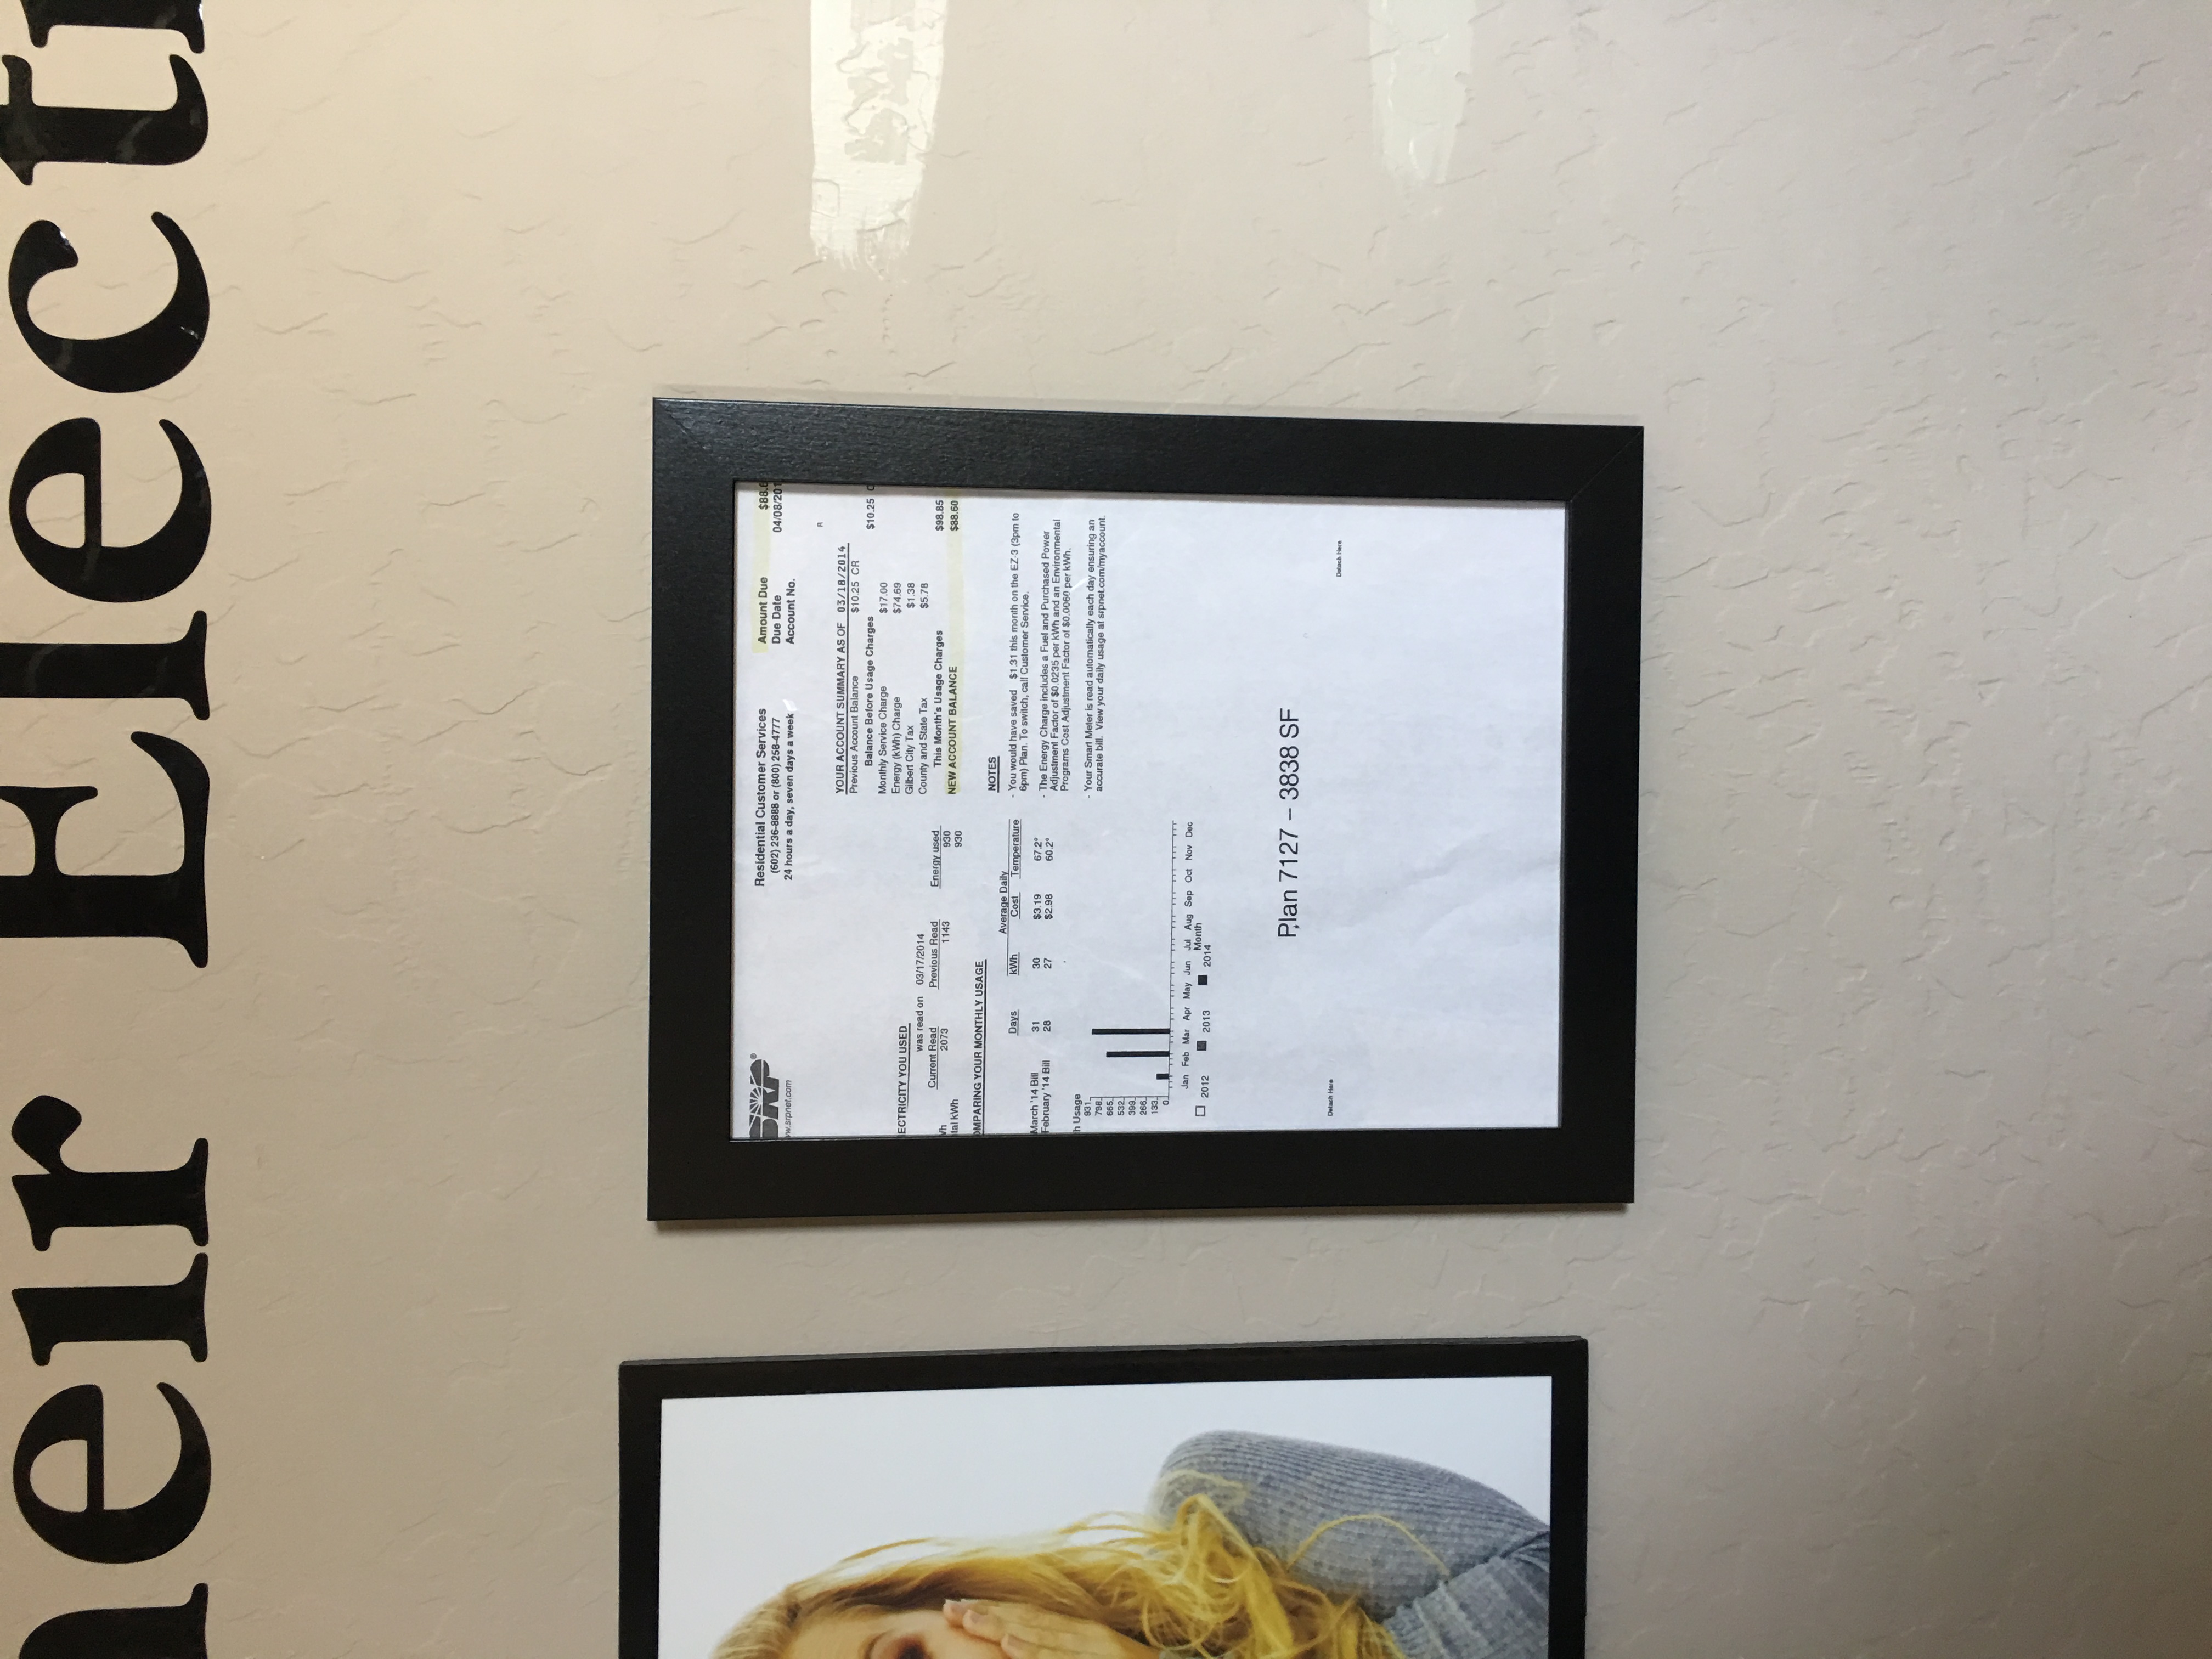 heir Electr
SRP®
w.srpnet.com
Residential Customer Services
(602) 236-8888 or (800) 258-4777
24 hours a day, seven days a week
Amount Due $88.6
Due Date 04/08/201
Account No.
R
ECTRICITY YOU USED
was read on 03/17/2014
Current Read Previous Read Energy used
Wh 2073 1143 930
tal kWh 930
OMPARING YOUR MONTHLY USAGE
Average Daily
Days kWh Cost Temperature
March '14 Bill 31 30 $3.19 67.2°
February '14 Bill 28 27 $2.98 60.2°
h Usage
931
798
665
532
399
266
133
0
Jan Feb Mar Apr May Jun Jul Aug Sep Oct Nov Dec
Month
2012 2013 2014
YOUR ACCOUNT SUMMARY AS OF 03/18/2014
Previous Account Balance $10.25 CR
Balance Before Usage Charges $10.25 C
Monthly Service Charge $17.00
Energy (kWh) Charge $74.69
Gilbert City Tax $1.38
County and State Tax $5.78
This Month's Usage Charges $98.85
NEW ACCOUNT BALANCE $88.60
NOTES
- You would have saved $1.31 this month on the EZ-3 (3pm to
6pm) Plan. To switch, call Customer Service.
- The Energy Charge includes a Fuel and Purchased Power
Adjustment Factor of $0.0235 per kWh and an Environmental
Programs Cost Adjustment Factor of $0.0060 per kWh.
- Your Smart Meter is read automatically each day ensuring an
accurate bill. View your daily usage at srpnet.com/myaccount.
Plan 7127 – 3838 SF
Detach Here
Detach Here